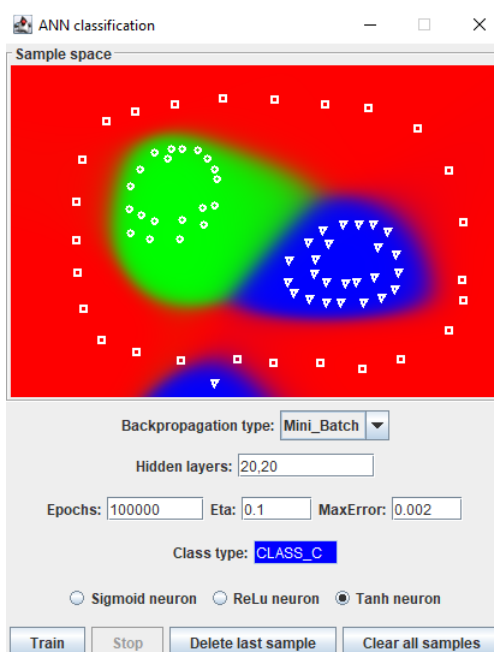 ANN classification
Sample space
Backpropagation type: Mini_Batch
Hidden layers: 20,20
Epochs: 100000 Eta: 0.1 MaxError: 0.002
Class type: CLASS_C
Sigmoid neuron ReLu neuron Tanh neuron
Train Stop Delete last sample Clear all samples